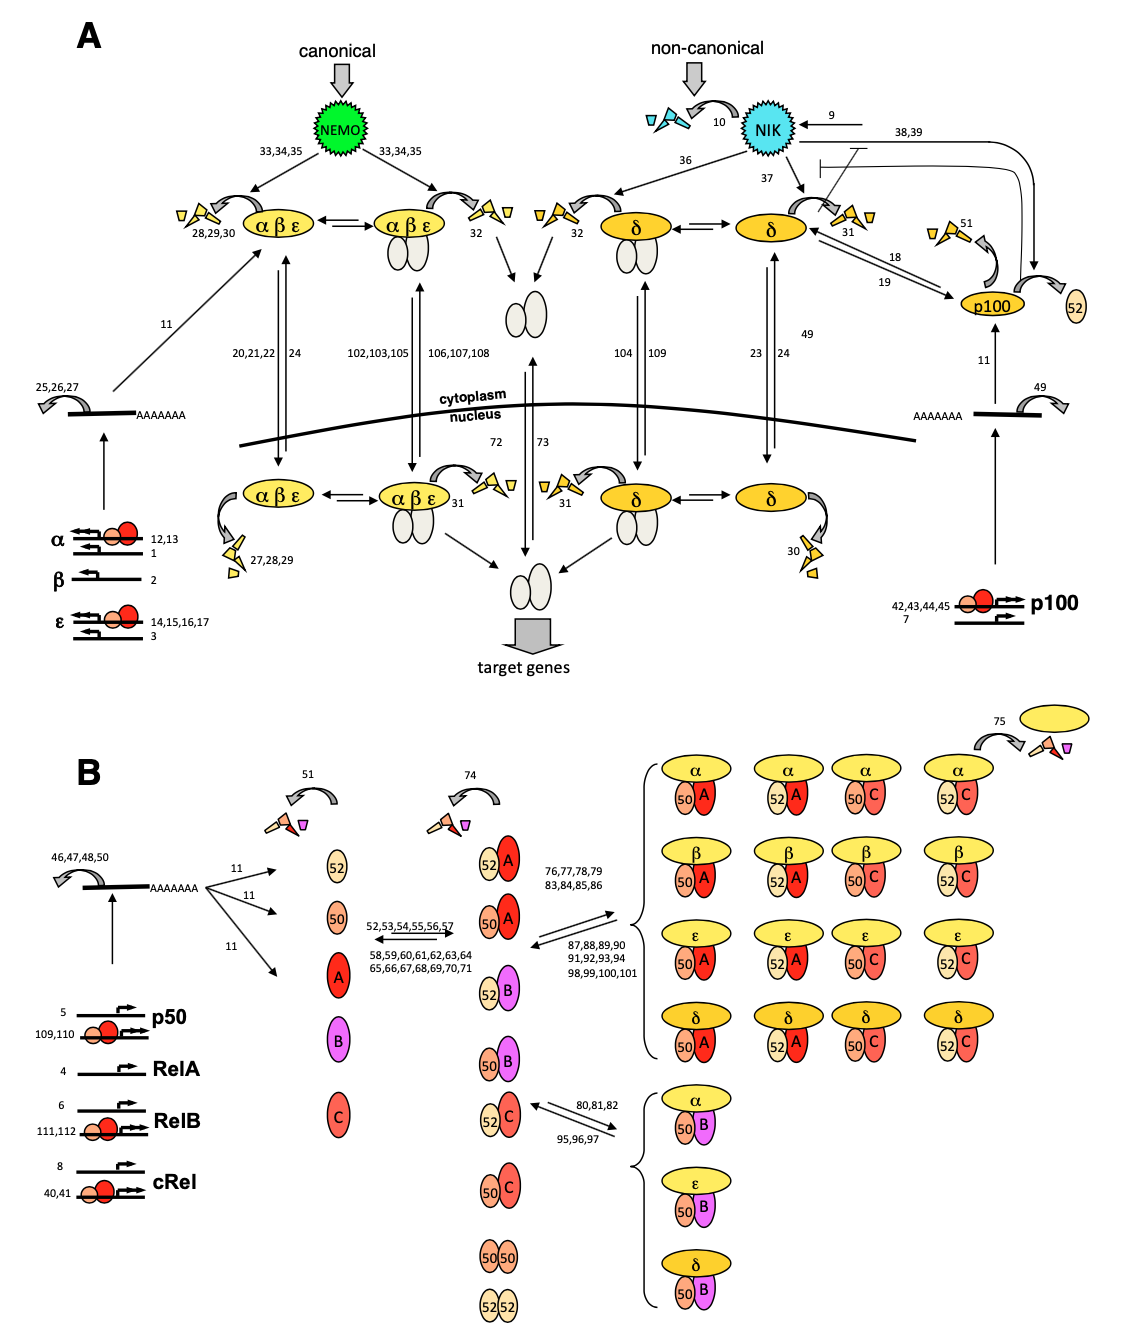 A
canonical
non-canonical
NEMO
NIK
10
9
38,39
33,34,35
33,34,35
36
37
28,29,30
α β ε
α β ε
32
32
δ
δ
31
51
18
19
p100
52
11
20,21,22
24
102,103,105
106,107,108
104
109
23
24
49
11
25,26,27
AAAAAAA
cytoplasm
nucleus
AAAAAAA
49
72
73
α β ε
α β ε
31
31
δ
δ
27,28,29
30
α
12,13
1
β
2
ε
14,15,16,17
3
42,43,44,45
7
p100
target genes
B
51
74
75
46,47,48,50
AAAAAAA
11
11
11
52
50
A
B
C
52,53,54,55,56,57
58,59,60,61,62,63,64
65,66,67,68,69,70,71
52 A
50 A
52 B
50 B
52 C
50 C
50 50
52 52
76,77,78,79
83,84,85,86
87,88,89,90
91,92,93,94
98,99,100,101
80,81,82
95,96,97
α α α α
50 A 52 A 50 C 52 C
β β β β
50 A 52 A 50 C 52 C
ε ε ε ε
50 A 52 A 50 C 52 C
δ δ δ δ
50 A 52 A 50 C 52 C
α
50 B
ε
50 B
δ
50 B
5
p50
109,110
4
RelA
6
RelB
111,112
8
cRel
40,41